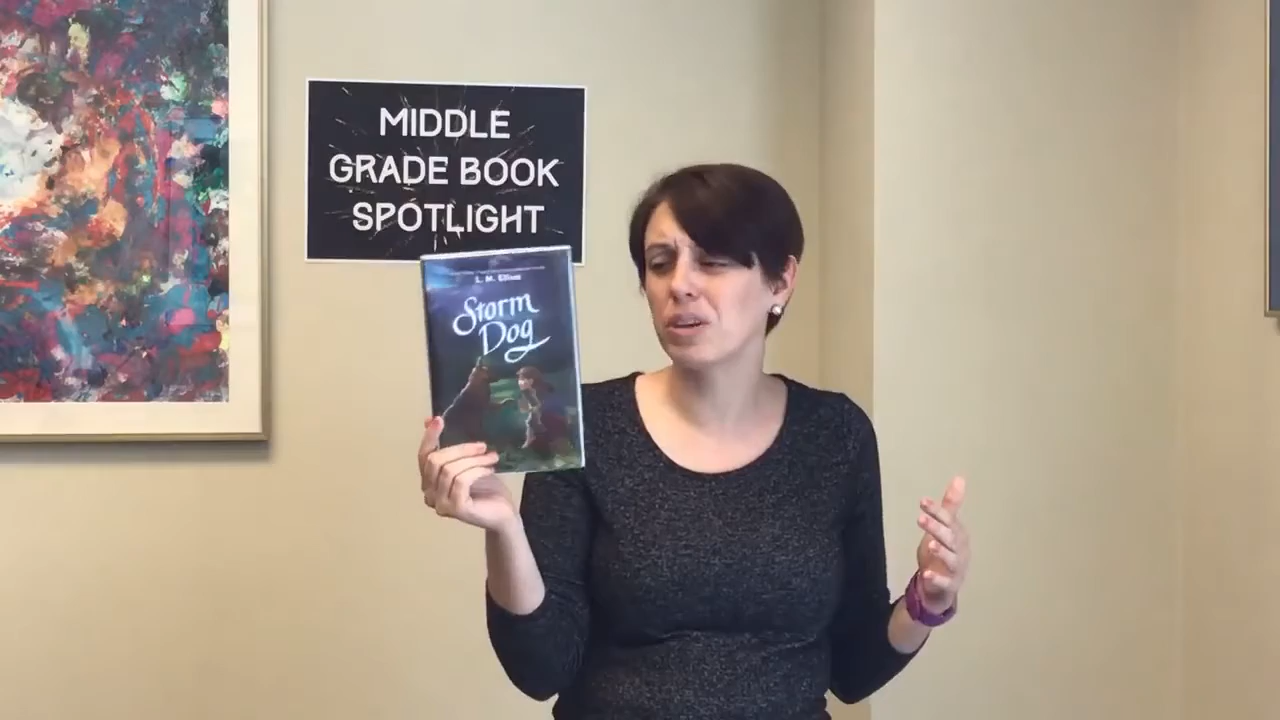 MIDDLE
GRADE BOOK
SPOTLIGHT
L. M. Elliott
Storm
Dog